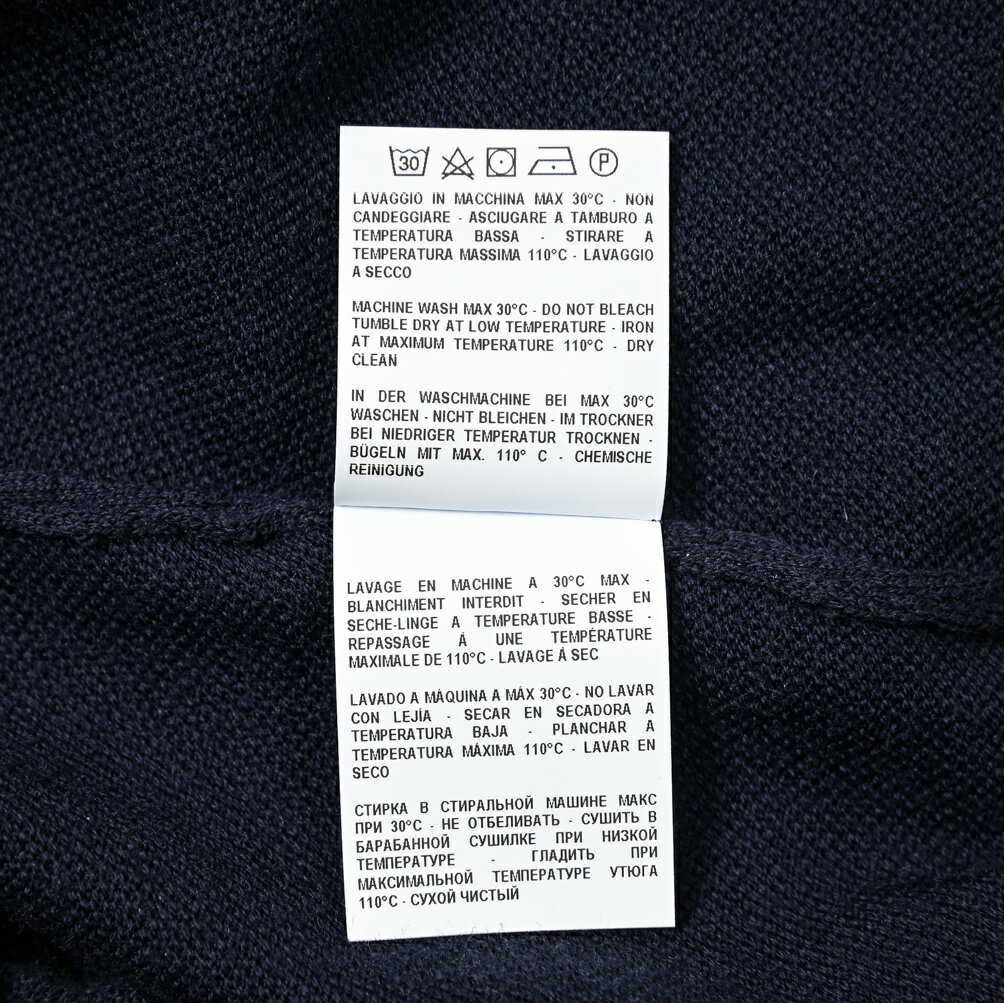 30 P
LAVAGGIO IN MACCHINA MAX 30°C - NON
CANDEGGIARE - ASCIUGARE A TAMBURO A
TEMPERATURA BASSA - STIRARE A
TEMPERATURA MASSIMA 110°C - LAVAGGIO
A SECCO
MACHINE WASH MAX 30°C - DO NOT BLEACH
TUMBLE DRY AT LOW TEMPERATURE - IRON
AT MAXIMUM TEMPERATURE 110°C - DRY
CLEAN
IN DER WASCHMACHINE BEI MAX 30°C
WASCHEN - NICHT BLEICHEN - IM TROCKNER
BEI NIEDRIGER TEMPERATUR TROCKNEN -
BÜGELN MIT MAX. 110° C - CHEMISCHE
REINIGUNG
LAVAGE EN MACHINE A 30°C MAX -
BLANCHIMENT INTERDIT - SECHER EN
SECHE-LINGE A TEMPERATURE BASSE -
REPASSAGE À UNE TEMPÉRATURE
MAXIMALE DE 110°C - LAVAGE À SEC
LAVADO A MÁQUINA A MÁX 30°C - NO LAVAR
CON LEJÍA - SECAR EN SECADORA A
TEMPERATURA BAJA - PLANCHAR A
TEMPERATURA MÁXIMA 110°C - LAVAR EN
SECO
СТИРКА В СТИРАЛЬНОЙ МАШИНЕ МАКС
ПРИ 30°C - НЕ ОТБЕЛИВАТЬ - СУШИТЬ В
БАРАБАННОЙ СУШИЛКЕ ПРИ НИЗКОЙ
ТЕМПЕРАТУРЕ - ГЛАДИТЬ ПРИ
МАКСИМАЛЬНОЙ ТЕМПЕРАТУРЕ УТЮГА
110°C - СУХОЙ ЧИСТЫЙ